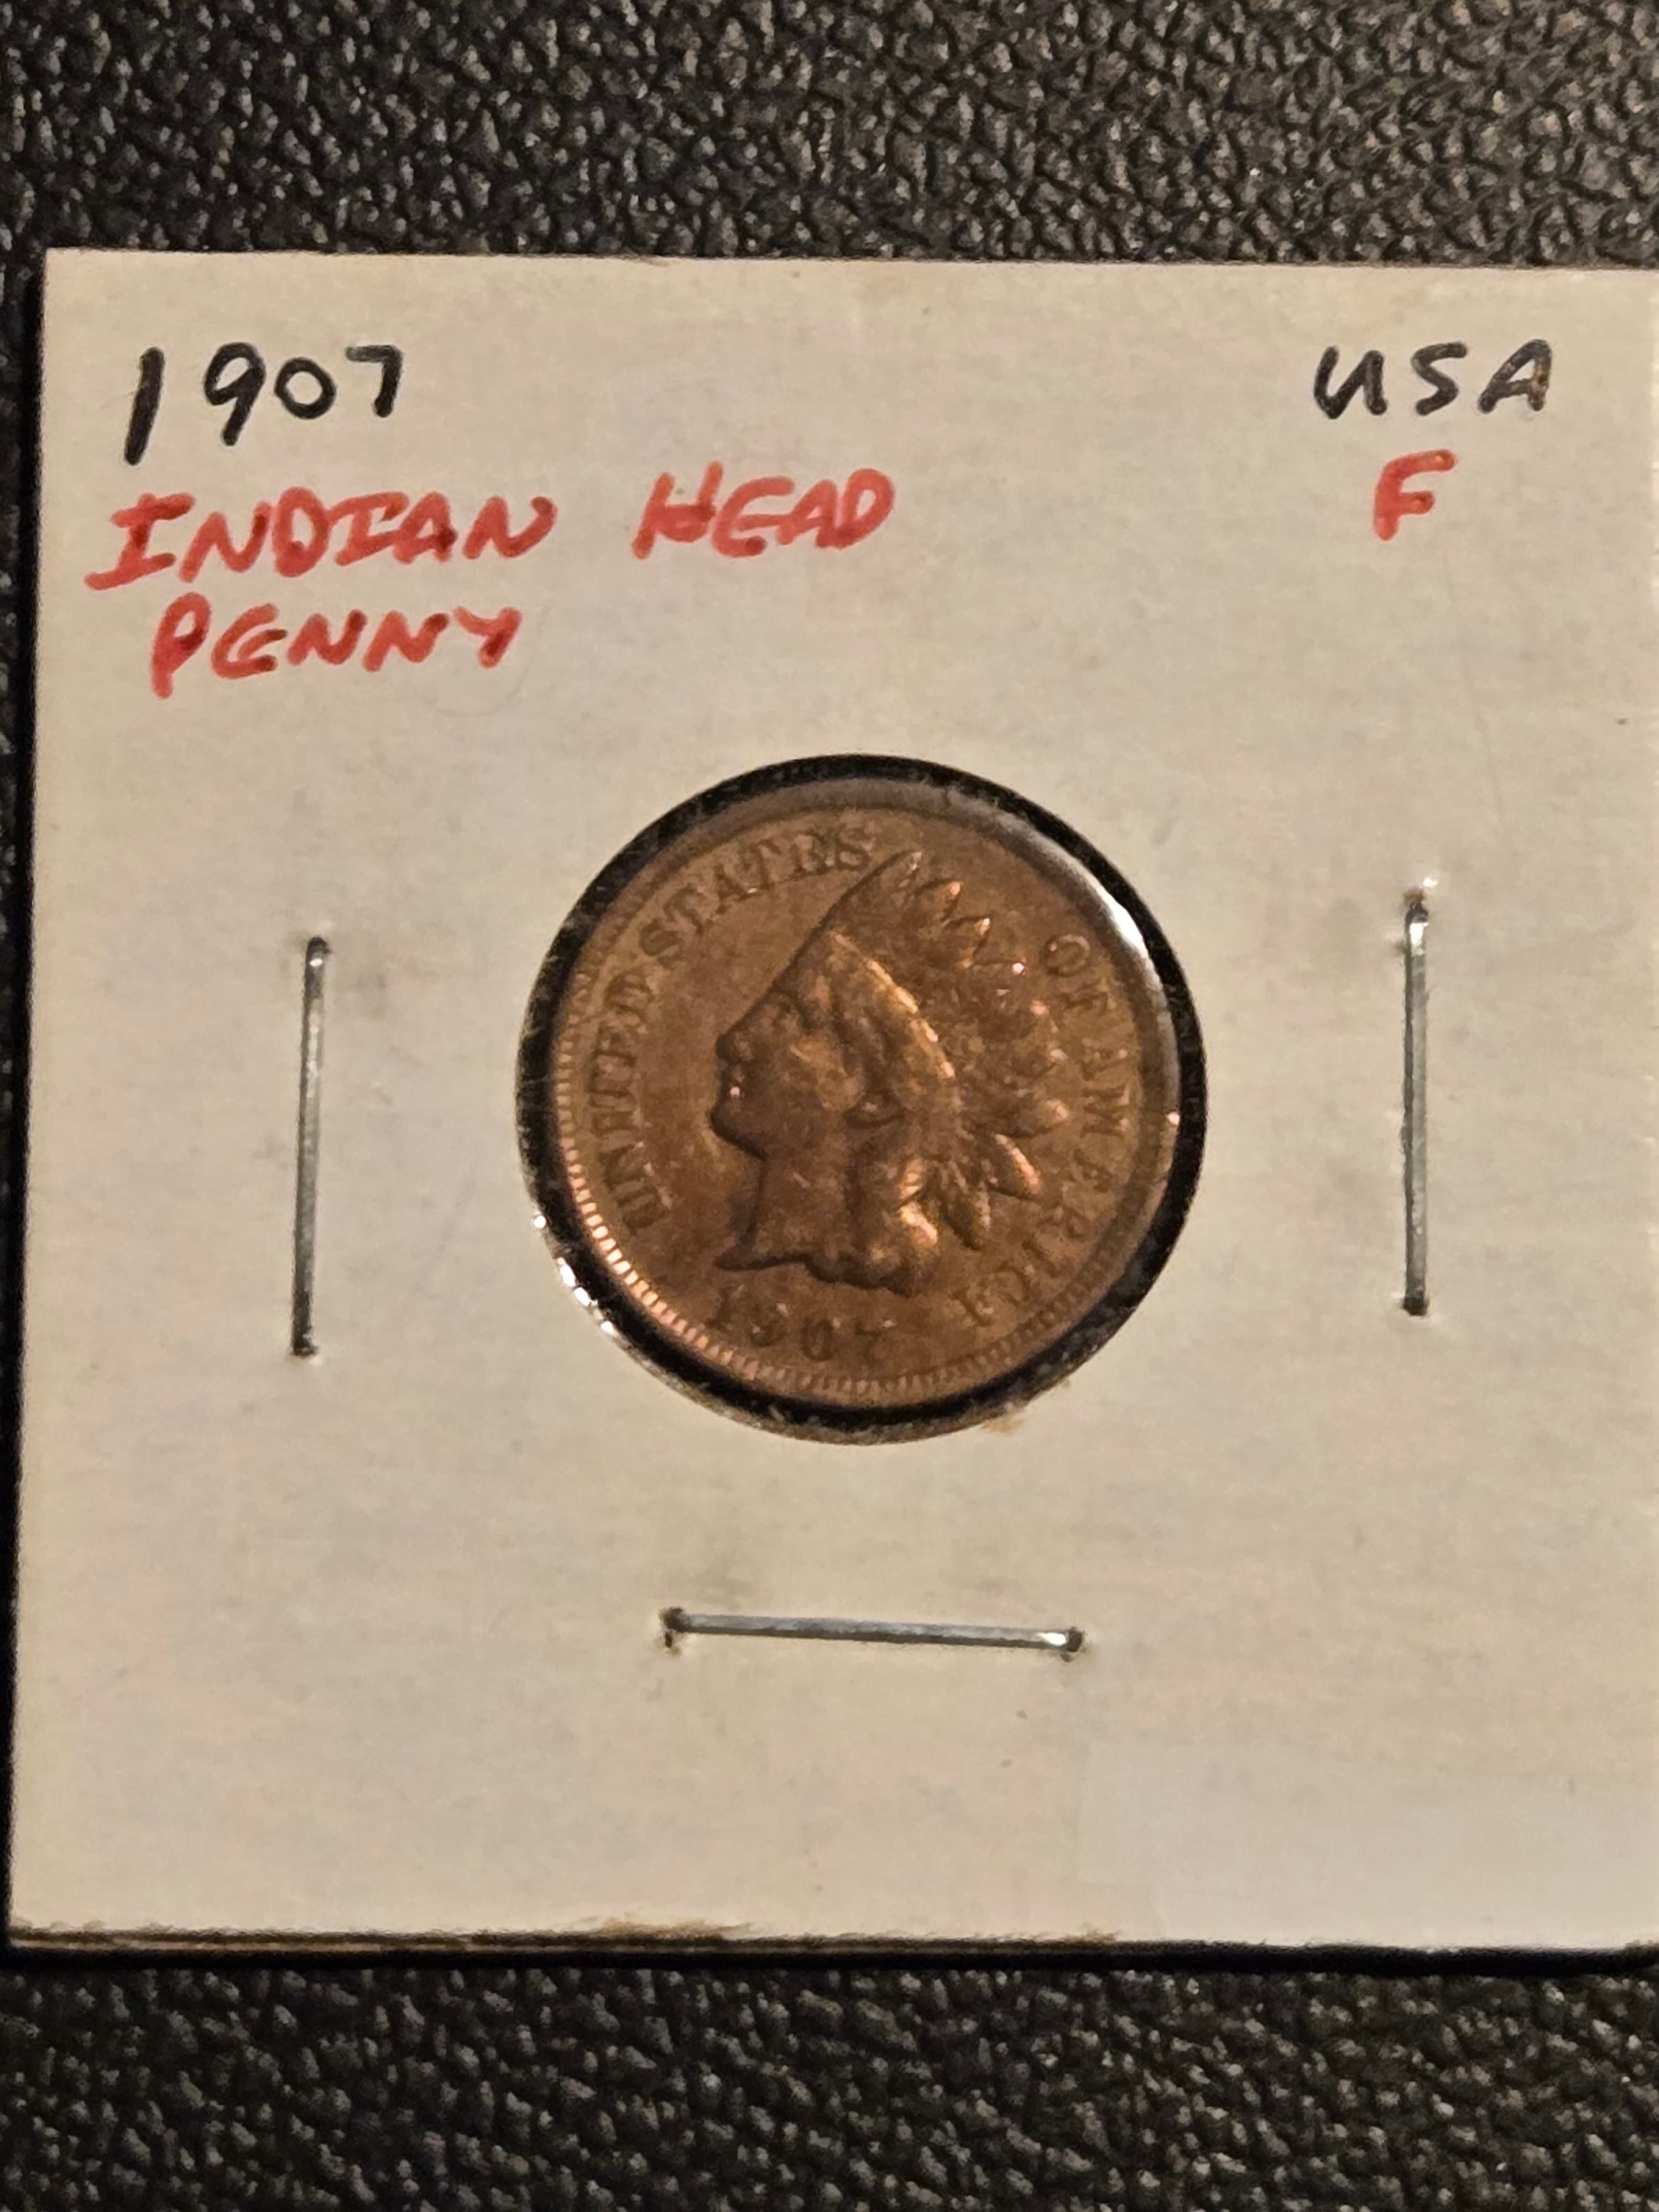 1907 USA
INDIAN HEAD F
PENNY
UNITED STATES OF AMERICA
1907